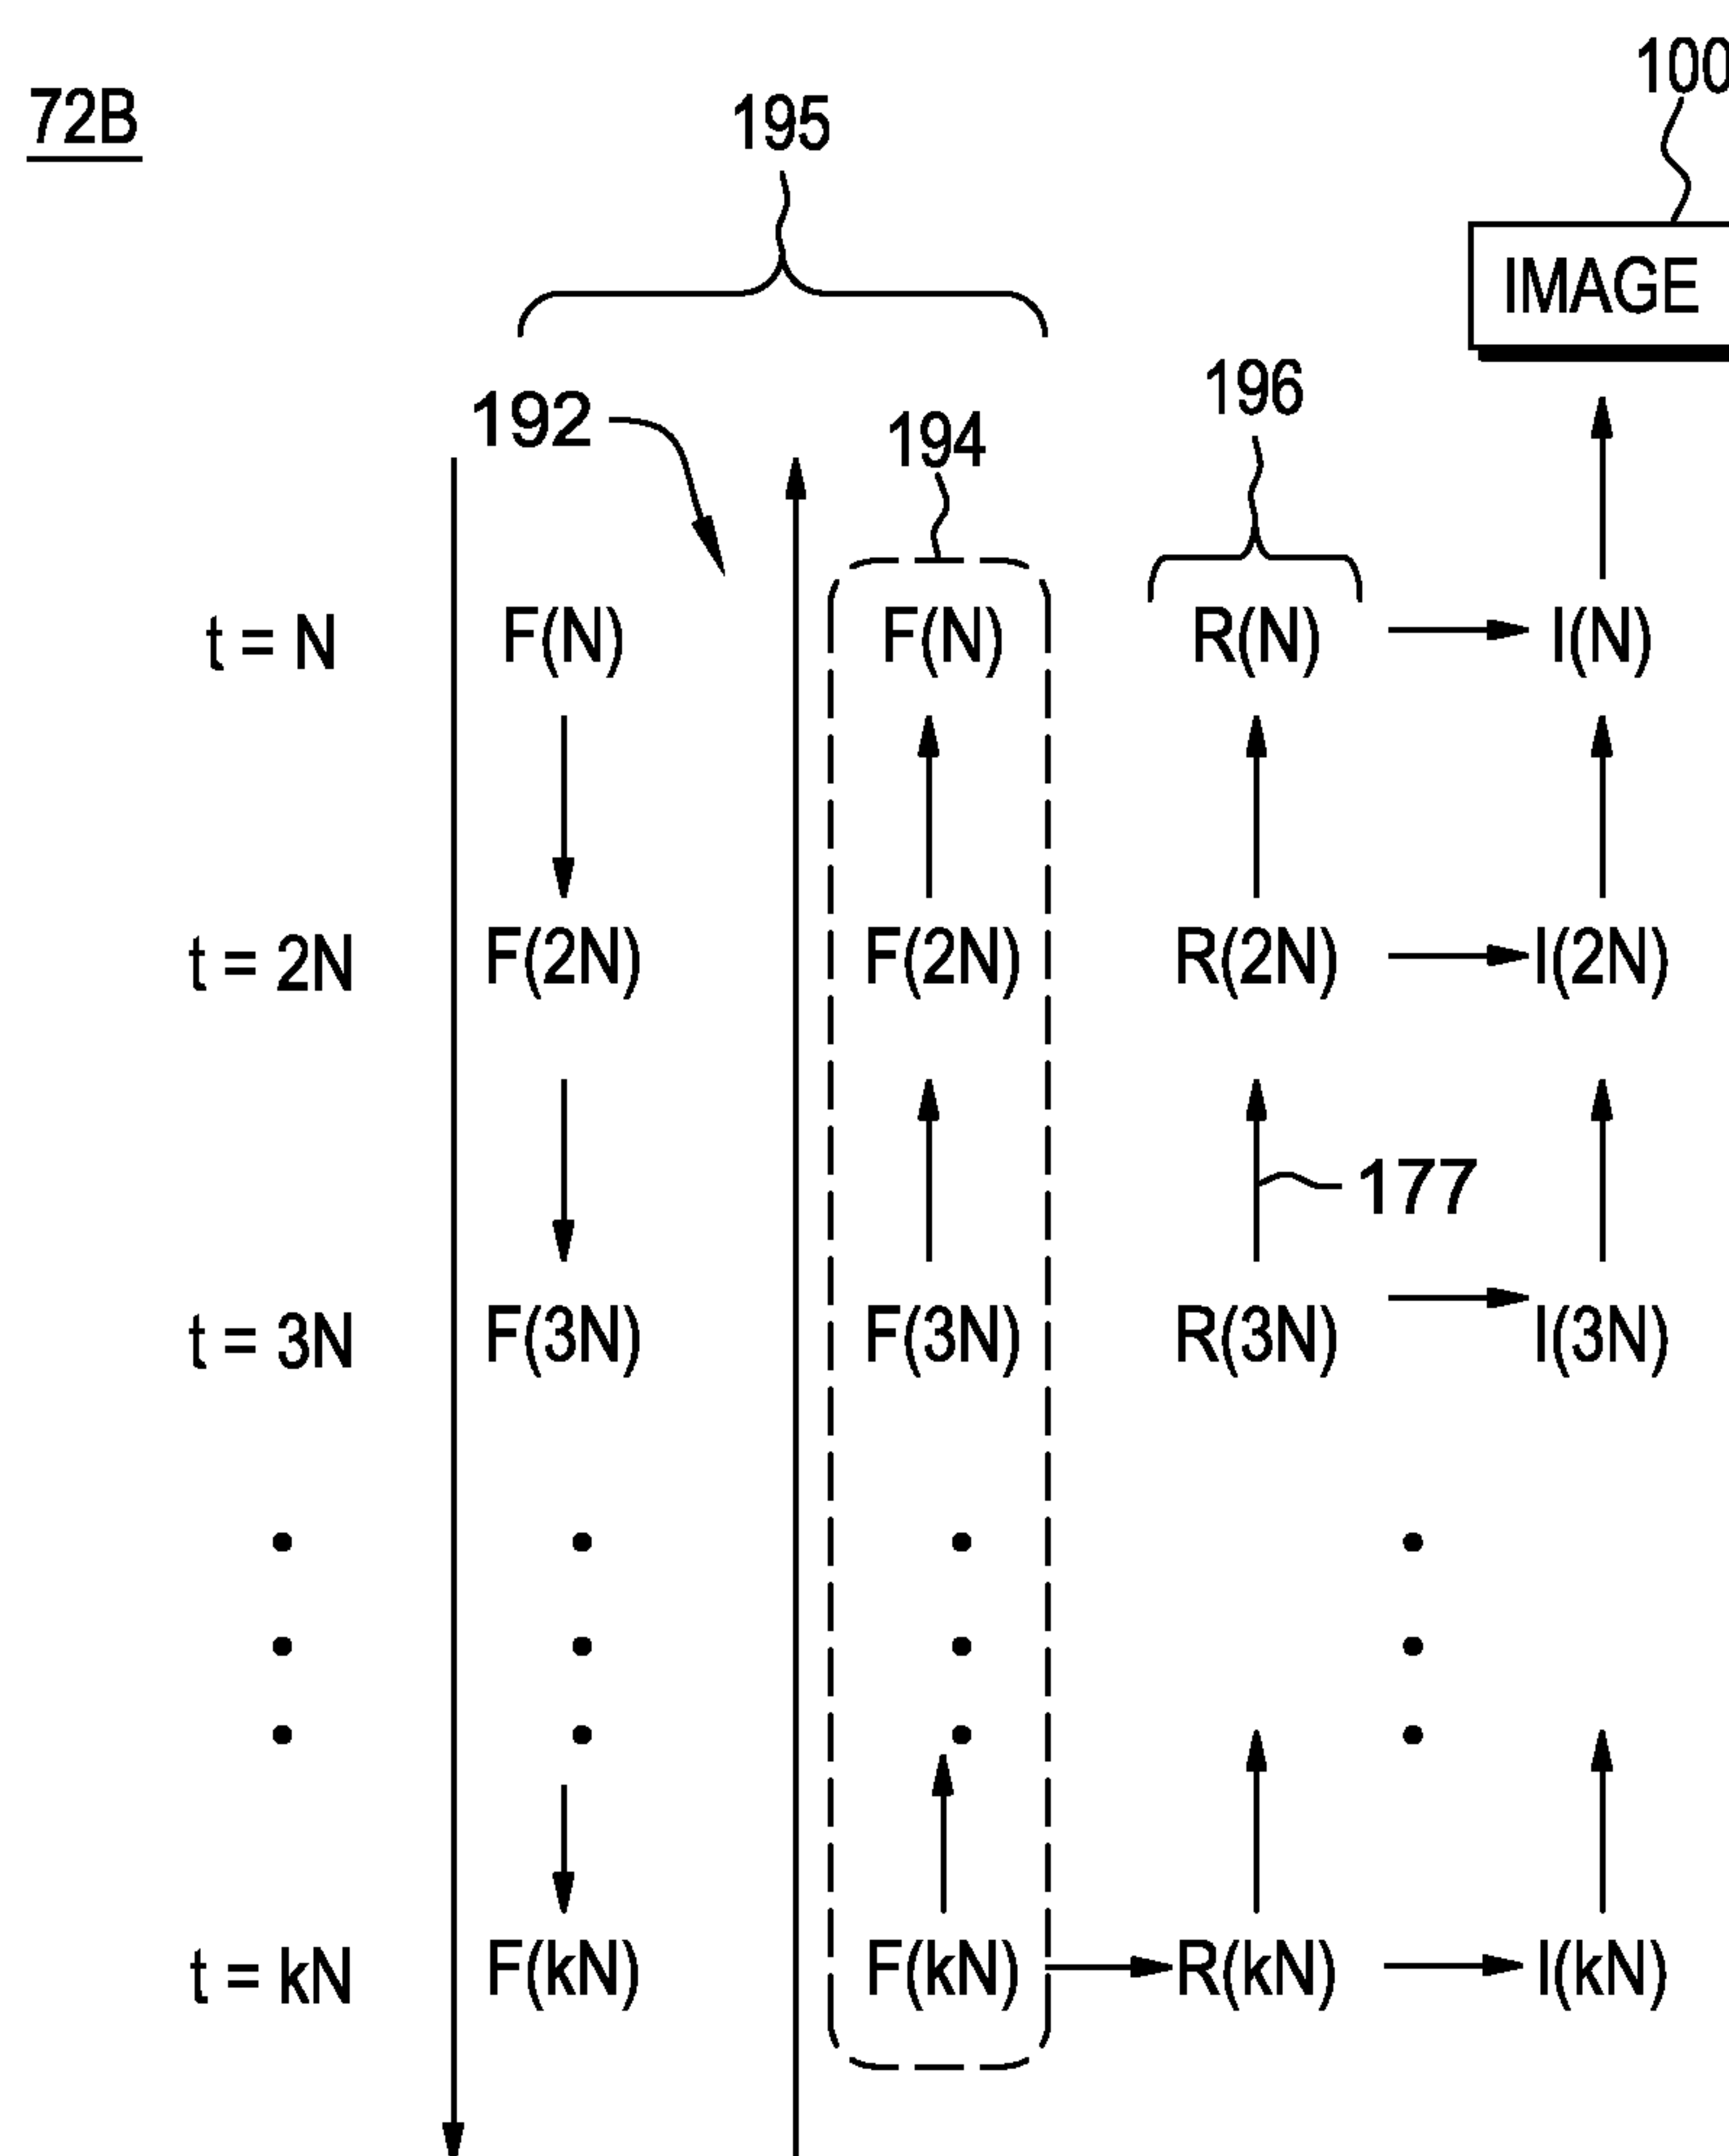 72B
195
100
IMAGE
192
194
196
t = N F(N) F(N) R(N) I(N)
t = 2N F(2N) F(2N) R(2N) I(2N)
177
t = 3N F(3N) F(3N) R(3N) I(3N)
t = kN F(kN) F(kN) R(kN) I(kN)